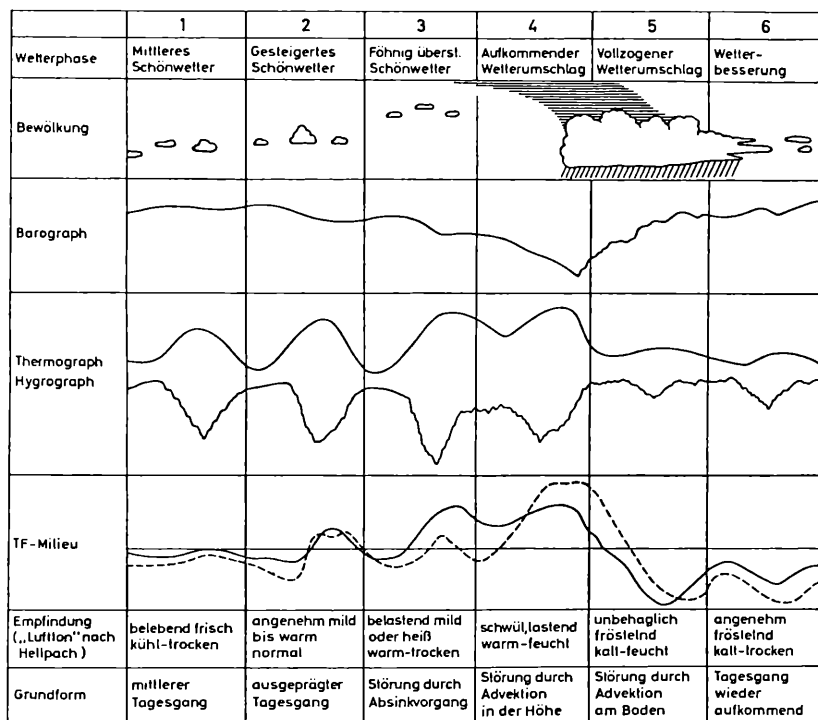 1 2 3 4 5 6
Wetterphase
Mittleres
Schönwetter
Gesteigertes
Schönwetter
Föhnig überst.
Schönwetter
Aufkommender
Wetterumschlag
Vollzogener
Wetterumschlag
Wetter-
besserung
Bewölkung
Barograph
Thermograph
Hygrograph
TF-Milieu
Empfindung
(„Luftton" nach
Hellpach)
belebend frisch
kühl-trocken
angenehm mild
bis warm
normal
belastend mild
oder heiß
warm-trocken
schwül,lastend
warm-feucht
unbehaglich
fröstelnd
kalt-feucht
angenehm
fröstelnd
kalt-trocken
Grundform
mittlerer
Tagesgang
ausgeprägter
Tagesgang
Störung durch
Absinkvorgang
Störung durch
Advektion
in der Höhe
Störung durch
Advektion
am Boden
Tagesgang
wieder
aufkommend